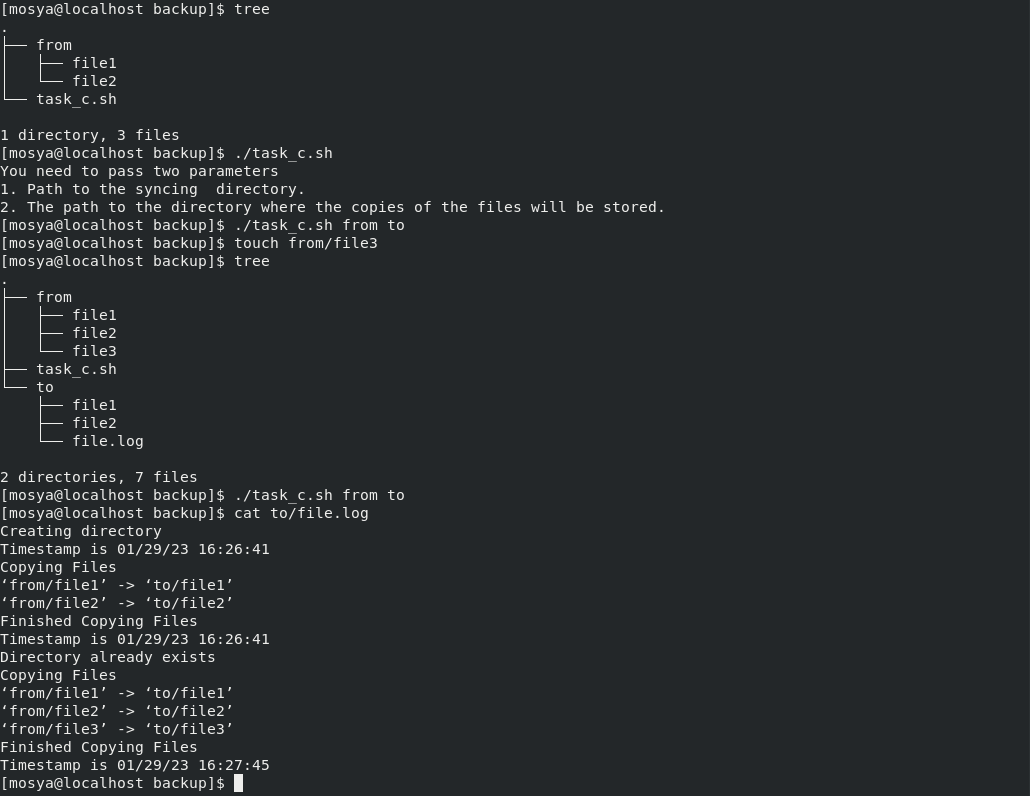 [mosya@localhost backup]$ tree
.
├── from
│   ├── file1
│   └── file2
└── task_c.sh

1 directory, 3 files
[mosya@localhost backup]$ ./task_c.sh
You need to pass two parameters
1. Path to the syncing  directory.
2. The path to the directory where the copies of the files will be stored.
[mosya@localhost backup]$ ./task_c.sh from to
[mosya@localhost backup]$ touch from/file3
[mosya@localhost backup]$ tree
.
├── from
│   ├── file1
│   ├── file2
│   └── file3
├── task_c.sh
└── to
    ├── file1
    ├── file2
    └── file.log

2 directories, 7 files
[mosya@localhost backup]$ ./task_c.sh from to
[mosya@localhost backup]$ cat to/file.log
Creating directory
Timestamp is 01/29/23 16:26:41
Copying Files
‘from/file1’ -> ‘to/file1’
‘from/file2’ -> ‘to/file2’
Finished Copying Files
Timestamp is 01/29/23 16:26:41
Directory already exists
Copying Files
‘from/file1’ -> ‘to/file1’
‘from/file2’ -> ‘to/file2’
‘from/file3’ -> ‘to/file3’
Finished Copying Files
Timestamp is 01/29/23 16:27:45
[mosya@localhost backup]$